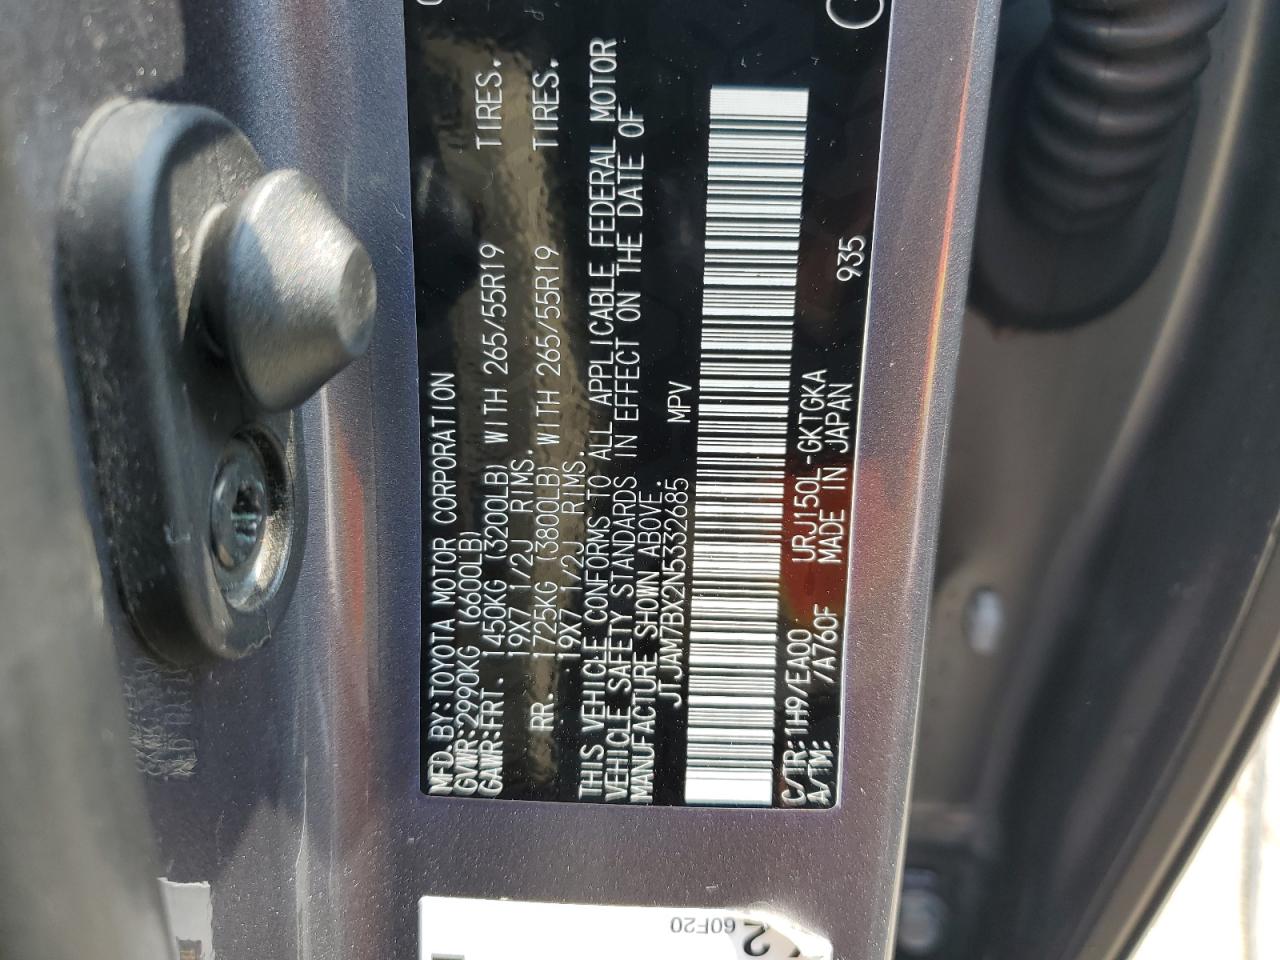 MFD. BY: TOYOTA MOTOR CORPORATION
GVWR: 2990KG (6600LB)
GAWR: FRT. 1450KG (3200LB) WITH 265/55R19 TIRES.
19X7 1/2J RIMS.
RR. 1725KG (3800LB) WITH 265/55R19 TIRES.
19X7 1/2J RIMS.
THIS VEHICLE CONFORMS TO ALL APPLICABLE FEDERAL MOTOR
VEHICLE SAFETY STANDARDS IN EFFECT ON THE DATE OF
MANUFACTURE SHOWN ABOVE.
JTJAM7BX2N5332685 MPV
C/TR: 1H9/EA00 URJ150L-GKTGKA 935
A/TM: /A760F MADE IN JAPAN
60F20
2